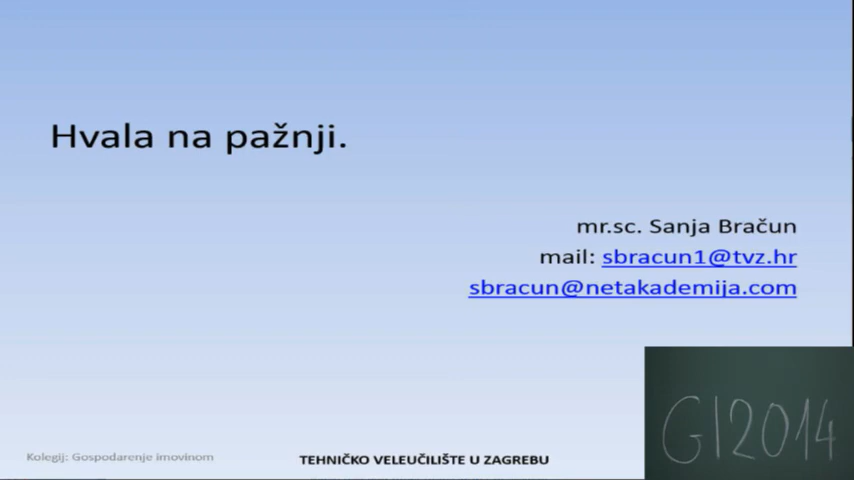 Hvala na pažnji.
mr.sc. Sanja Bračun
mail: sbracun1@tvz.hr
sbracun@netakademija.com
GI2014
Kolegij: Gospodarenje imovinom
TEHNIČKO VELEUČILIŠTE U ZAGREBU